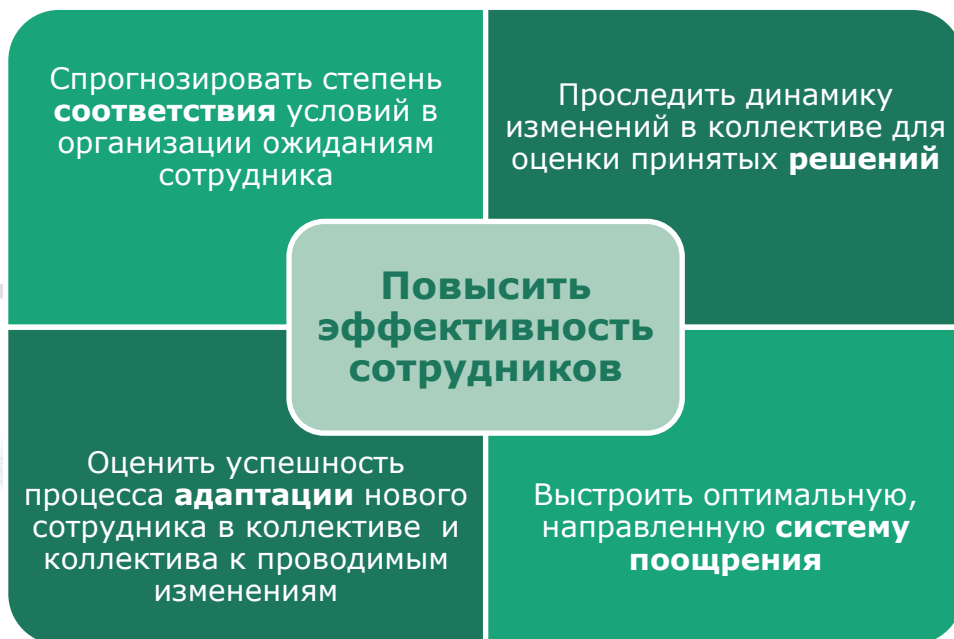 Спрогнозировать степень
соответствия условий в
организации ожиданиям
сотрудника
Проследить динамику
изменений в коллективе для
оценки принятых решений
Повысить
эффективность
сотрудников
Оценить успешность
процесса адаптации нового
сотрудника в коллективе и
коллектива к проводимым
изменениям
Выстроить оптимальную,
направленную систему
поощрения